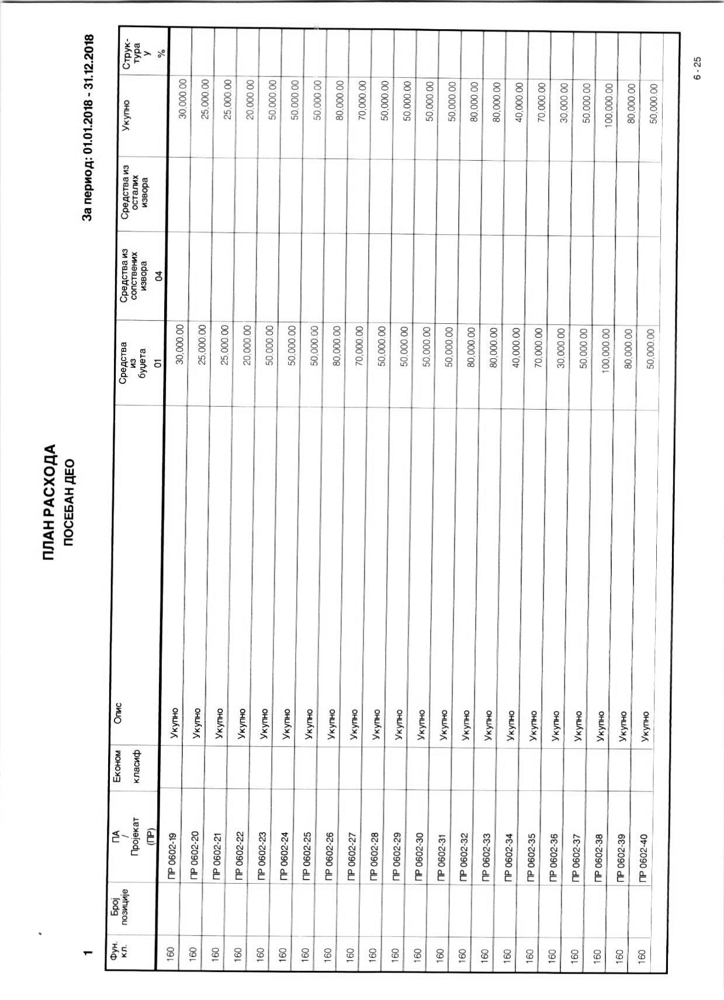 ПЛАН РАСХОДА
ПОСЕБАН ДЕО
1 За период: 01.01.2018 - 31.12.2018
Фун. кл. Број позиције ПА / Пројекат (ПР) Економ класиф Опис Средства из буџета 01 Средства из сопствених извора 04 Средства из осталих извора Укупно Струк- тура у %
160 ПР 0602-19 Укупно 30,000.00 30,000.00
160 ПР 0602-20 Укупно 25,000.00 25,000.00
160 ПР 0602-21 Укупно 25,000.00 25,000.00
160 ПР 0602-22 Укупно 20,000.00 20,000.00
160 ПР 0602-23 Укупно 50,000.00 50,000.00
160 ПР 0602-24 Укупно 50,000.00 50,000.00
160 ПР 0602-25 Укупно 50,000.00 50,000.00
160 ПР 0602-26 Укупно 80,000.00 80,000.00
160 ПР 0602-27 Укупно 70,000.00 70,000.00
160 ПР 0602-28 Укупно 50,000.00 50,000.00
160 ПР 0602-29 Укупно 50,000.00 50,000.00
160 ПР 0602-30 Укупно 50,000.00 50,000.00
160 ПР 0602-31 Укупно 50,000.00 50,000.00
160 ПР 0602-32 Укупно 80,000.00 80,000.00
160 ПР 0602-33 Укупно 80,000.00 80,000.00
160 ПР 0602-34 Укупно 40,000.00 40,000.00
160 ПР 0602-35 Укупно 70,000.00 70,000.00
160 ПР 0602-36 Укупно 30,000.00 30,000.00
160 ПР 0602-37 Укупно 50,000.00 50,000.00
160 ПР 0602-38 Укупно 100,000.00 100,000.00
160 ПР 0602-39 Укупно 80,000.00 80,000.00
160 ПР 0602-40 Укупно 50,000.00 50,000.00
6 - 25